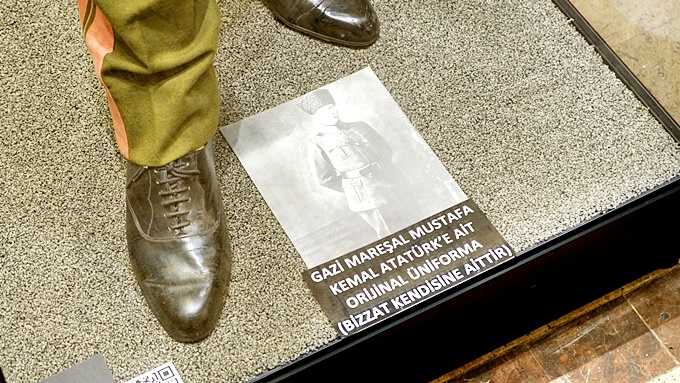 GAZİ MAREŞAL MUSTAFA
KEMAL ATATÜRK'E AİT
ORİJİNAL ÜNİFORMA
(BİZZAT KENDİSİNE AİTTİR)